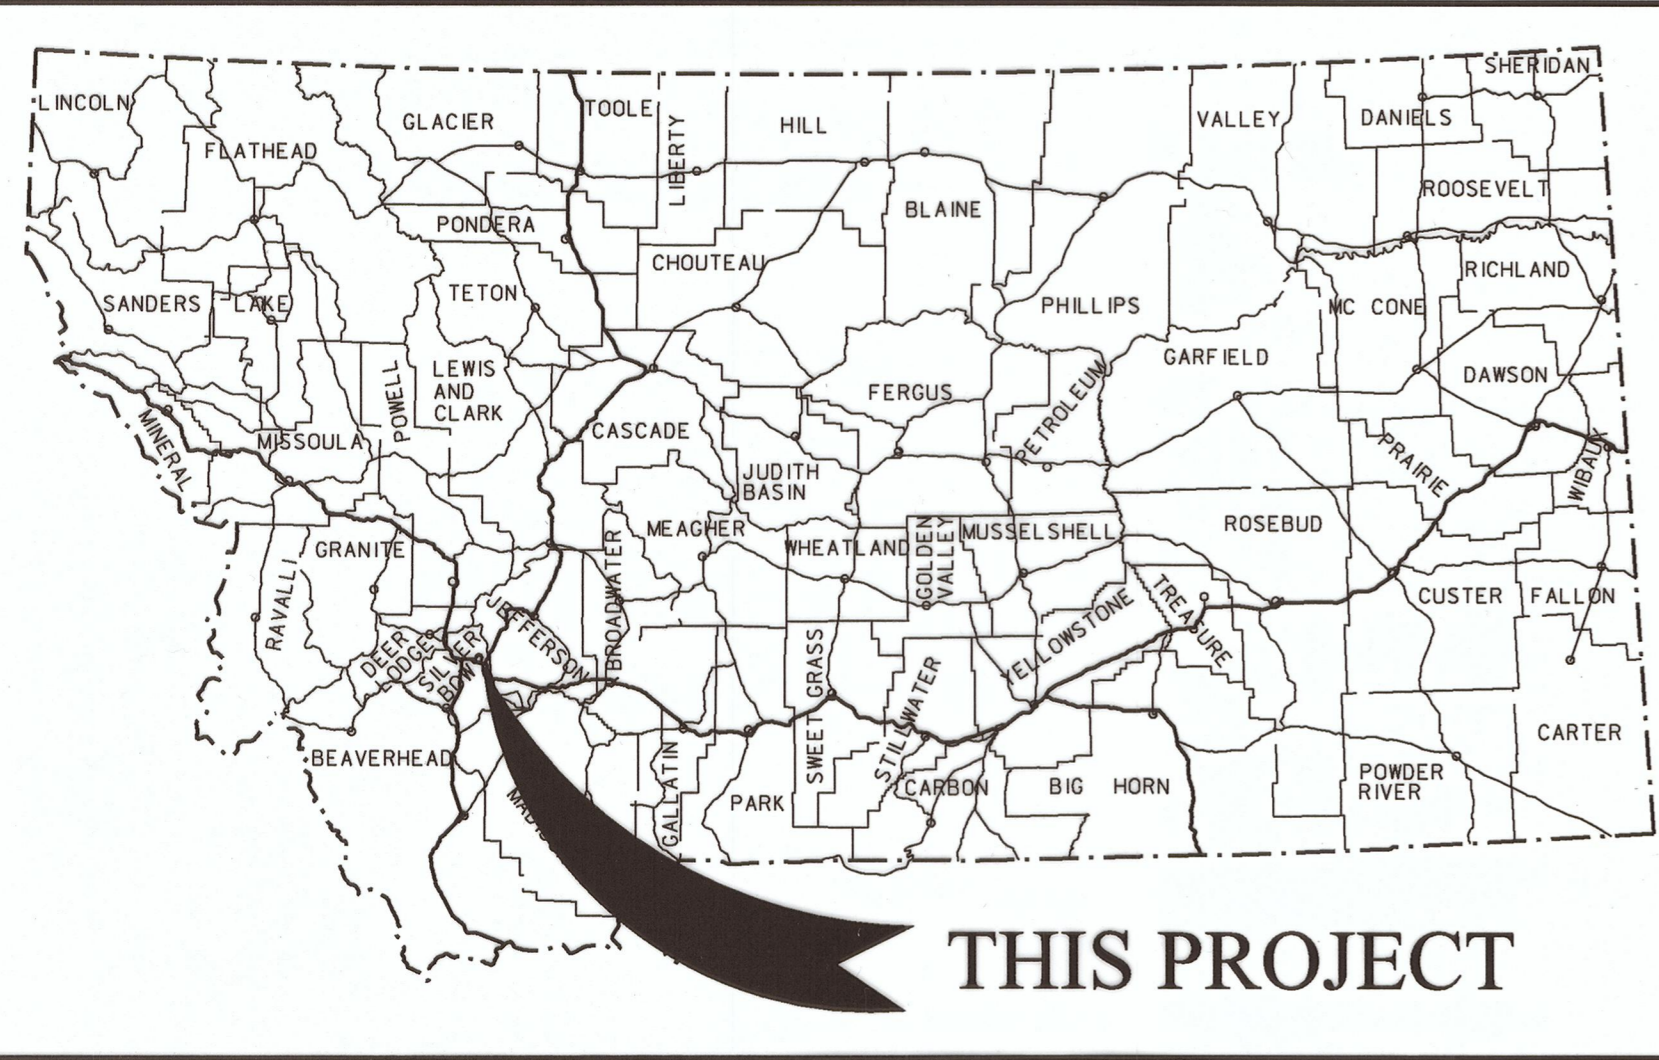 SHERIDAN
LINCOLN
TOOLE
GLACIER
HILL
VALLEY
DANIELS
FLATHEAD
LIBERTY
ROOSEVELT
BLAINE
PONDERA
CHOUTEAU
RICHLAND
TETON
SANDERS
LAKE
PHILLIPS
MC CONE
GARFIELD
LEWIS
AND
CLARK
DAWSON
POWELL
FERGUS
PETROLEUM
MINERAL
MISSOULA
CASCADE
PRAIRIE
WIBAUX
JUDITH
BASIN
MEAGHER
ROSEBUD
GOLDEN
VALLEY
MUSSELSHELL
GRANITE
WHEATLAND
BROADWATER
RAVALLI
TREASURE
CUSTER
FALLON
JEFFERSON
YELLOWSTONE
DEER
LODGE
SILVER
BOW
SWEET GRASS
STILLWATER
CARTER
BEAVERHEAD
GALLATIN
PARK
CARBON
BIG HORN
POWDER
RIVER
THIS PROJECT